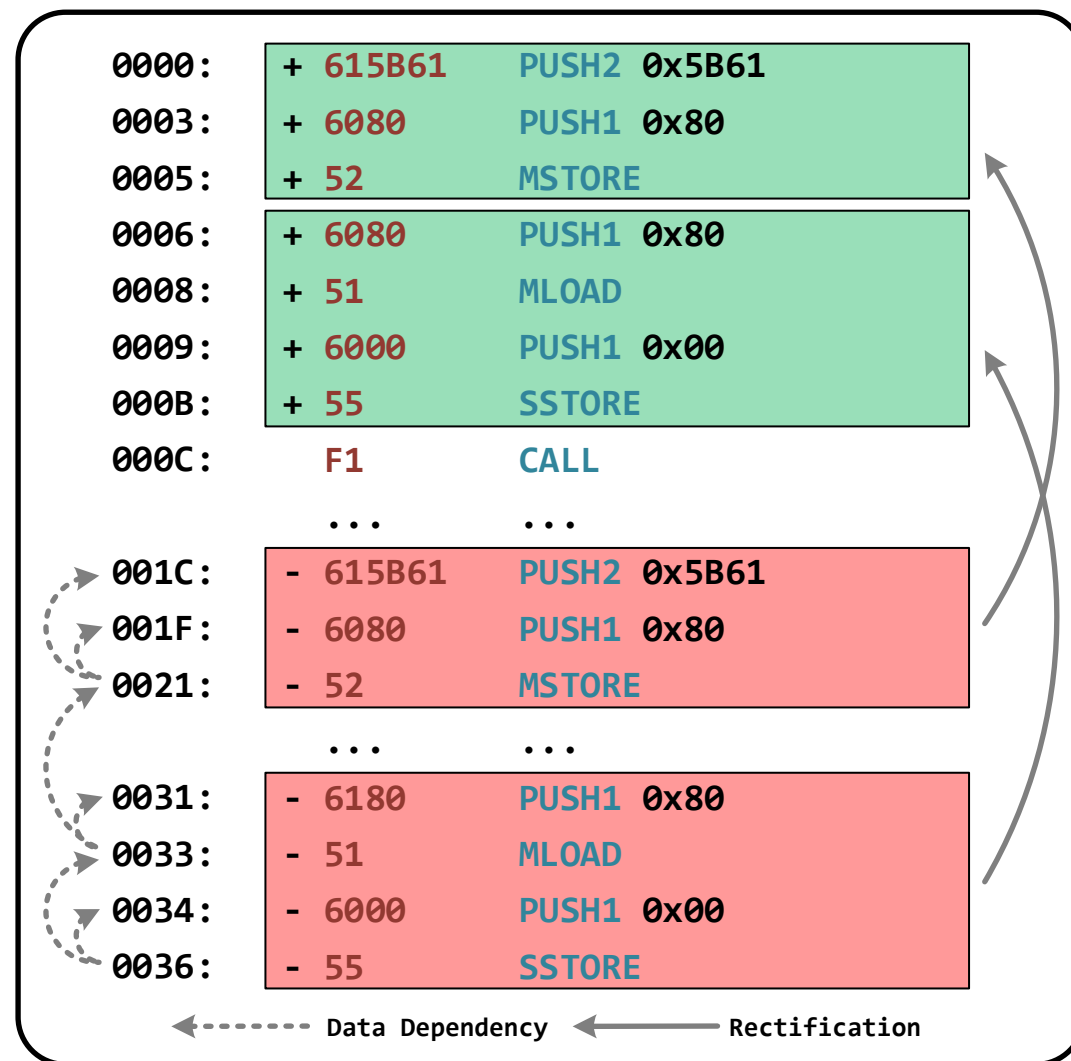 0000: + 615B61 PUSH2 0x5B61
0003: + 6080 PUSH1 0x80
0005: + 52 MSTORE
0006: + 6080 PUSH1 0x80
0008: + 51 MLOAD
0009: + 6000 PUSH1 0x00
000B: + 55 SSTORE
000C: F1 CALL
... ...
001C: - 615B61 PUSH2 0x5B61
001F: - 6080 PUSH1 0x80
0021: - 52 MSTORE
... ...
0031: - 6180 PUSH1 0x80
0033: - 51 MLOAD
0034: - 6000 PUSH1 0x00
0036: - 55 SSTORE
Data Dependency Rectification